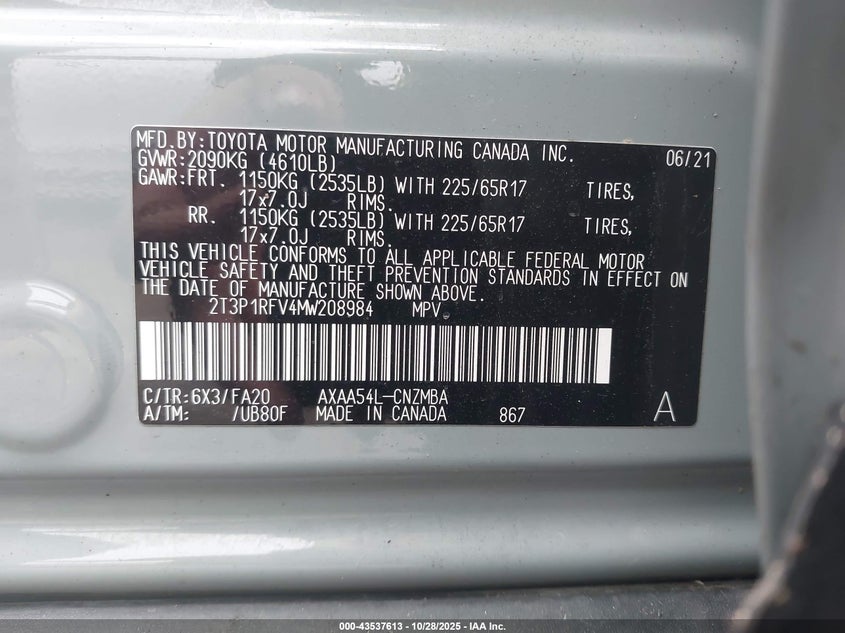 MFD.BY:TOYOTA MOTOR MANUFACTURING CANADA INC. 06/21
GVWR:2090KG (4610LB)
GAWR:FRT. 1150KG (2535LB) WITH 225/65R17 TIRES,
17x7.0J RIMS.
RR. 1150KG (2535LB) WITH 225/65R17 TIRES,
17x7.0J RIMS.
THIS VEHICLE CONFORMS TO ALL APPLICABLE FEDERAL MOTOR
VEHICLE SAFETY AND THEFT PREVENTION STANDARDS IN EFFECT ON
THE DATE OF MANUFACTURE SHOWN ABOVE.
2T3P1RFV4MW208984 MPV
C/TR:6X3/FA20 AXAA54L-CNZMBA
A/TM: /UB80F MADE IN CANADA 867 A
000-43537613 - 10/28/2025 - IAA Inc.